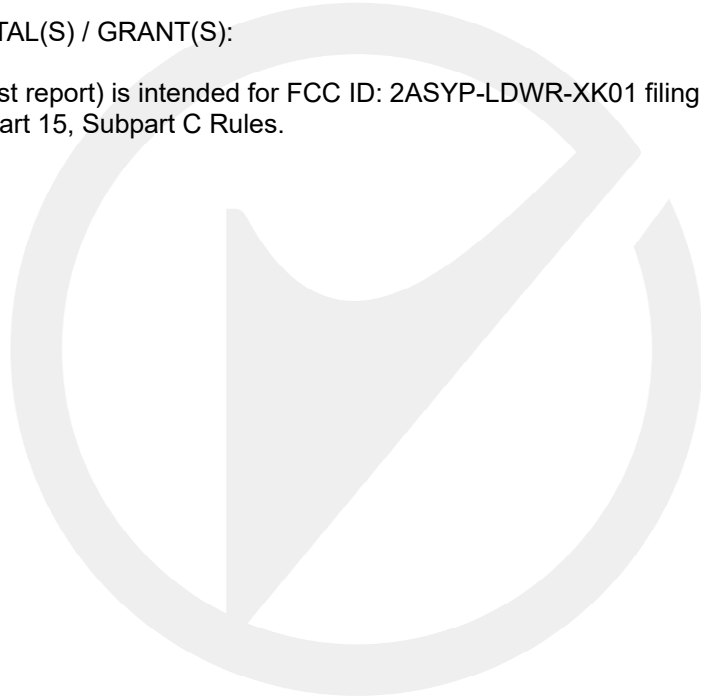 TAL(S) / GRANT(S):
st report) is intended for FCC ID: 2ASYP-LDWR-XK01 filing
art 15, Subpart C Rules.